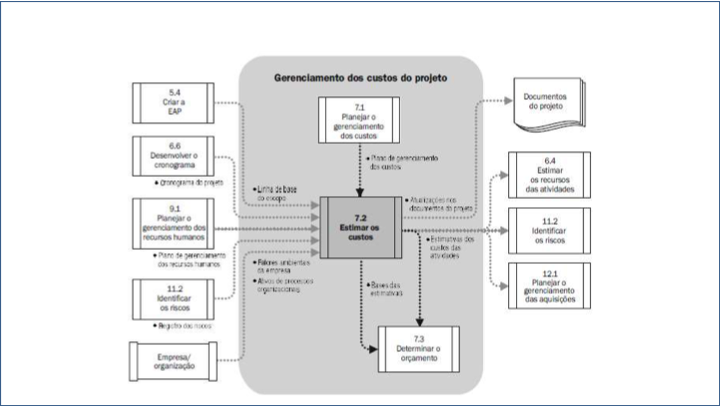 Gerenciamento dos custos do projeto
5.4
Criar a
EAP
6.6
Desenvolver o
cronograma
• Cronograma do projeto
9.1
Planejar o
gerenciamento dos
recursos humanos
• Plano de gerenciamento
dos recursos humanos
11.2
Identificar
os riscos
• Registro dos riscos
Empresa/
organização
7.1
Planejar o
gerenciamento
dos custos
• Plano de gerenciamento
dos custos
• Linha de base
do escopo
7.2
Estimar os
custos
• Fatores ambientais
da empresa
• Ativos de processos
organizacionais
• Atualizações nos
documentos do projeto
• Estimativas dos
custos das
atividades
• Bases das
estimativas
7.3
Determinar o
orçamento
Documentos
do projeto
6.4
Estimar
os recursos
das atividades
11.2
Identificar
os riscos
12.1
Planejar o
gerenciamento
das aquisições